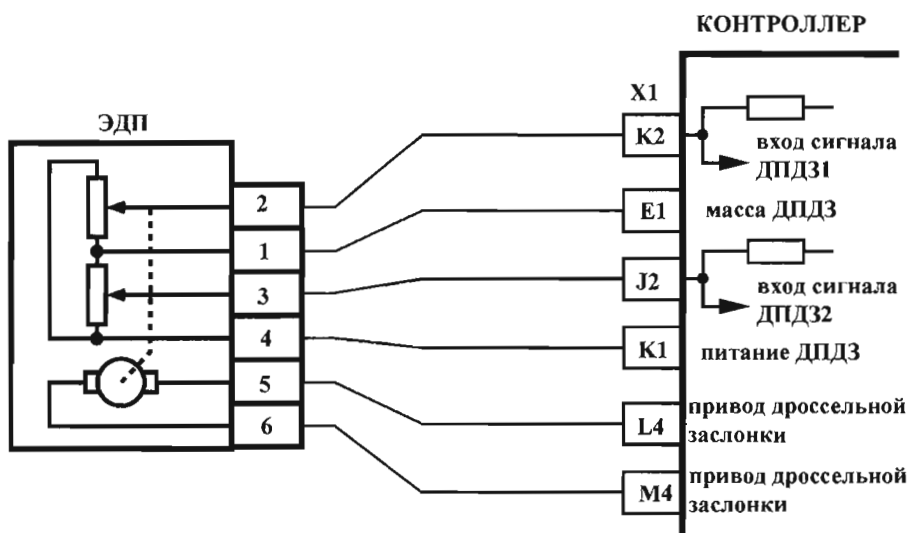 КОНТРОЛЛЕР
X1
ЭДП
K2
вход сигнала
ДПДЗ1
2
E1
масса ДПДЗ
1
3
J2
вход сигнала
ДПДЗ2
4
K1
питание ДПДЗ
5
L4
привод дроссельной
заслонки
6
M4
привод дроссельной
заслонки